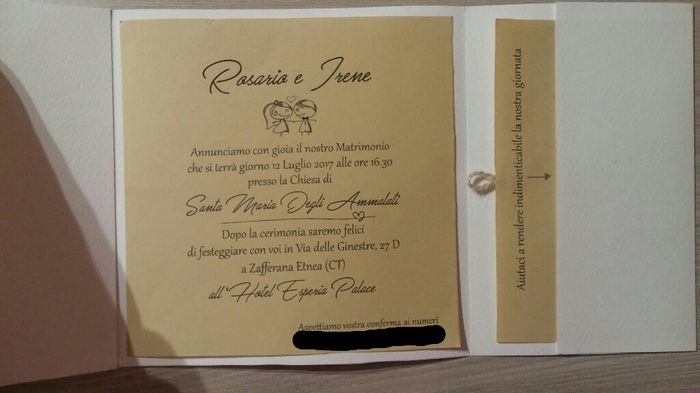 Rosario e Irene
Annunciamo con gioia il nostro Matrimonio
che si terrà giorno 12 Luglio 2017 alle ore 16.30
presso la Chiesa di
Santa Maria Degli Ammalati
Dopo la cerimonia saremo felici
di festeggiare con voi in Via delle Ginestre, 27 D
a Zafferana Etnea (CT)
all'Hotel Esperia Palace
Aspettiamo vostra conferma ai numeri
Aiutaci a rendere indimenticabile la nostra giornata